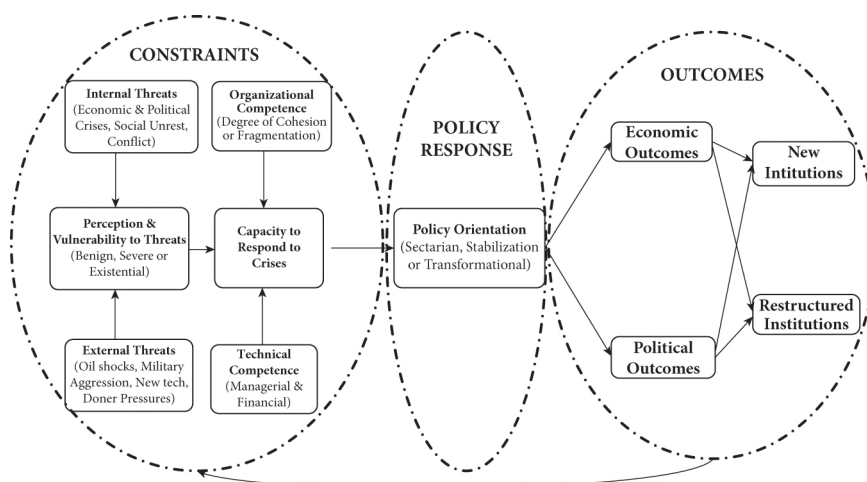 CONSTRAINTS
Internal Threats
(Economic & Political
Crises, Social Unrest,
Conflict)
Organizational
Competence
(Degree of Cohesion
or Fragmentation)
Perception &
Vulnerability to Threats
(Benign, Severe or
Existential)
Capacity to
Respond to
Crises
External Threats
(Oil shocks, Military
Aggression, New tech,
Doner Pressures)
Technical
Competence
(Managerial &
Financial)
POLICY
RESPONSE
Policy Orientation
(Sectarian, Stabilization
or Transformational)
OUTCOMES
Economic
Outcomes
Political
Outcomes
New
Intitutions
Restructured
Institutions